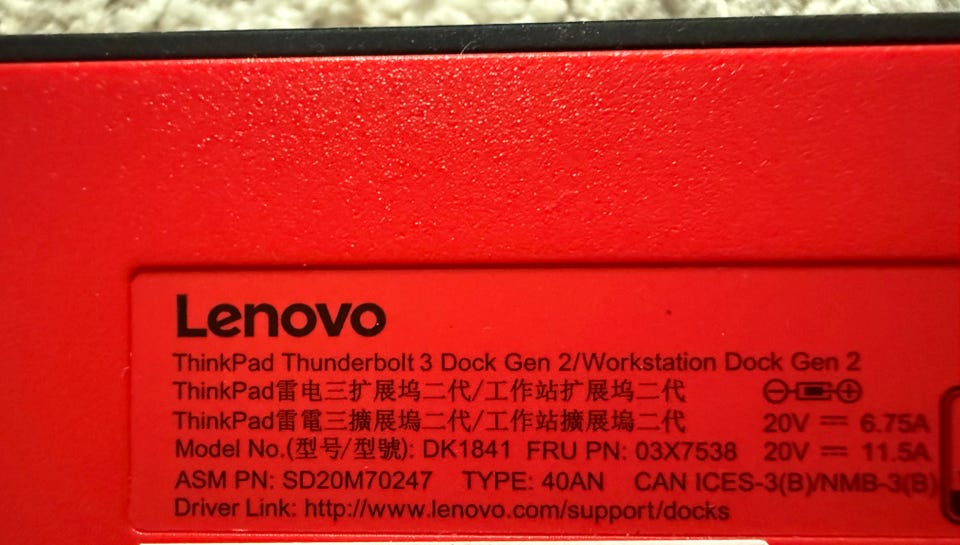 Lenovo
ThinkPad Thunderbolt 3 Dock Gen 2/Workstation Dock Gen 2
ThinkPad雷电三扩展坞二代/工作站扩展坞二代
ThinkPad雷電三擴展塢二代/工作站擴展塢二代 20V ⎓ 6.75A
Model No.(型号/型號): DK1841 FRU PN: 03X7538 20V ⎓ 11.5A
ASM PN: SD20M70247 TYPE: 40AN CAN ICES-3(B)/NMB-3(B)
Driver Link: http://www.lenovo.com/support/docks